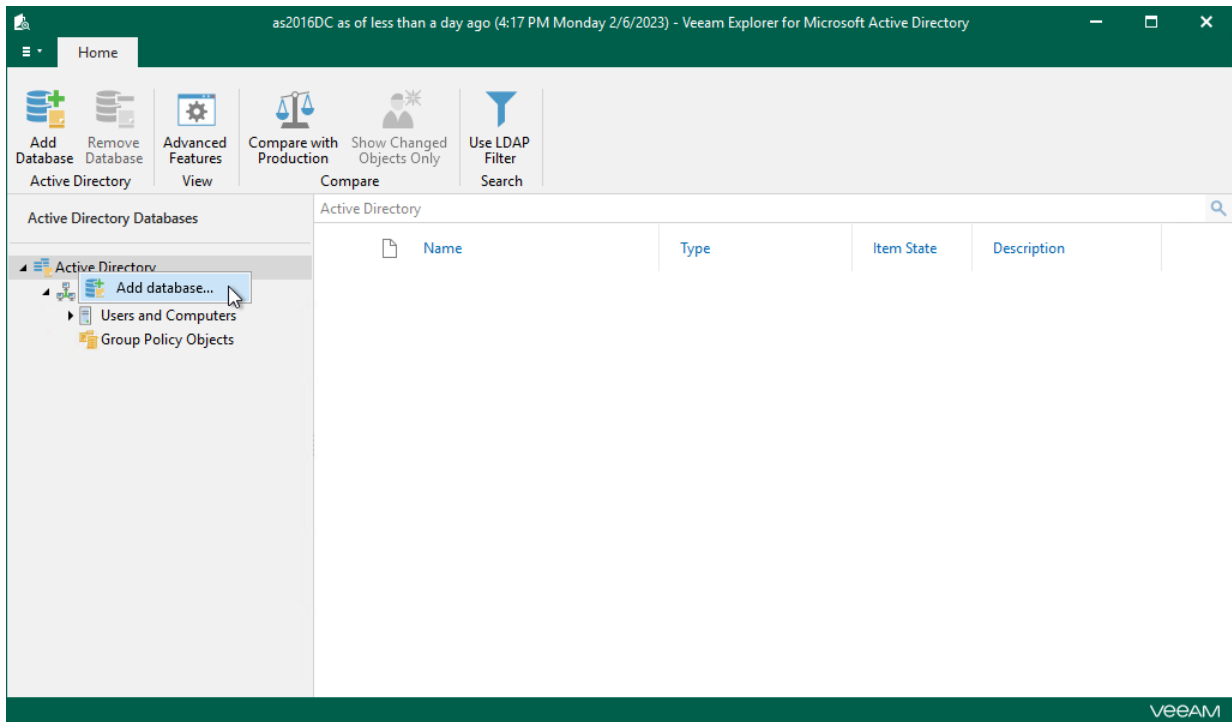 as2016DC as of less than a day ago (4:17 PM Monday 2/6/2023) - Veeam Explorer for Microsoft Active Directory
Home
Add Database
Remove Database
Advanced Features
Compare with Production
Show Changed Objects Only
Use LDAP Filter
Active Directory
View
Compare
Search
Active Directory Databases
Active Directory
Add database...
Users and Computers
Group Policy Objects
Active Directory
Name
Type
Item State
Description
veeAM